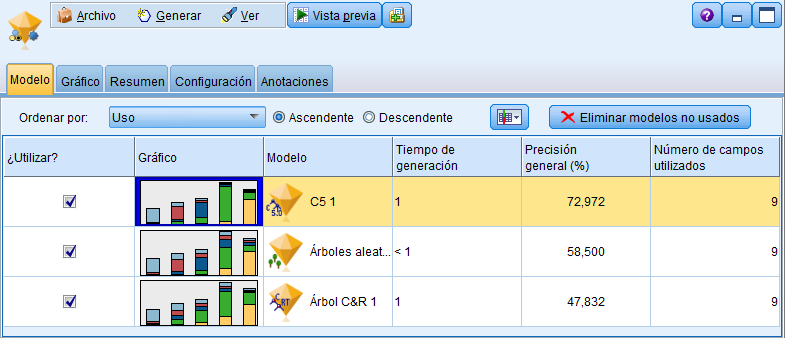 Archivo Generar Ver Vista previa
Modelo Gráfico Resumen Configuración Anotaciones
Ordenar por: Uso Ascendente Descendente Eliminar modelos no usados
¿Utilizar? Gráfico Modelo Tiempo de generación Precisión general (%) Número de campos utilizados
C5 1 1 72,972 9
Árboles aleat... < 1 58,500 9
Árbol C&R 1 1 47,832 9